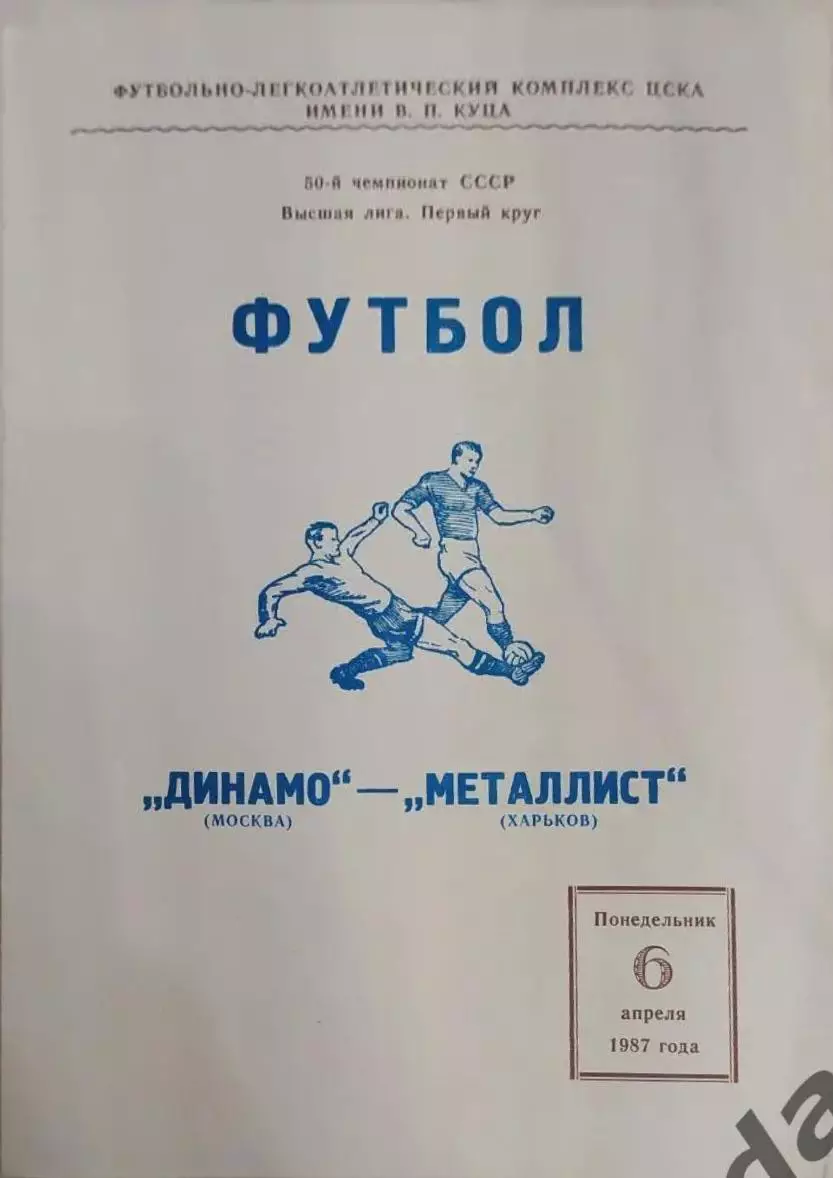 ФУТБОЛЬНО-ЛЕГКОАТЛЕТИЧЕСКИЙ КОМПЛЕКС ЦСКА
ИМЕНИ В. П. КУЦА
50-й чемпионат СССР
Высшая лига. Первый круг
ФУТБОЛ
„ДИНАМО“ — „МЕТАЛЛИСТ“
(МОСКВА) (ХАРЬКОВ)
Понедельник
6
апреля
1987 года
da